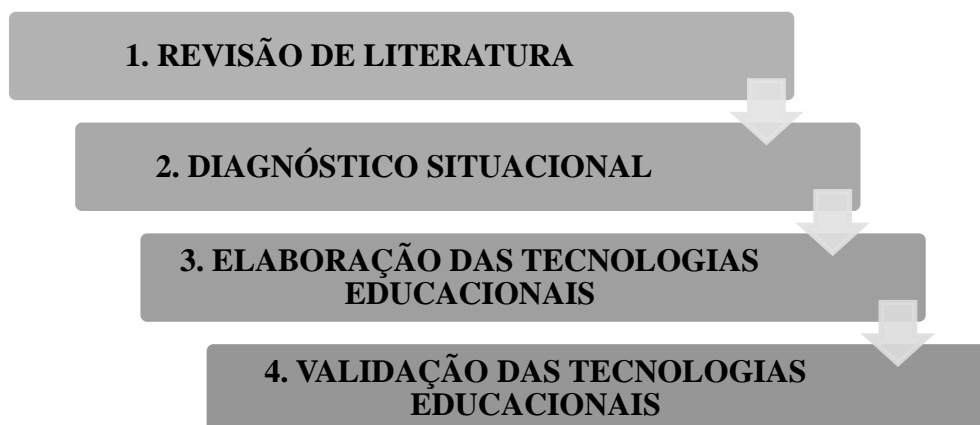 1. REVISÃO DE LITERATURA
2. DIAGNÓSTICO SITUACIONAL
3. ELABORAÇÃO DAS TECNOLOGIAS
EDUCACIONAIS
4. VALIDAÇÃO DAS TECNOLOGIAS
EDUCACIONAIS